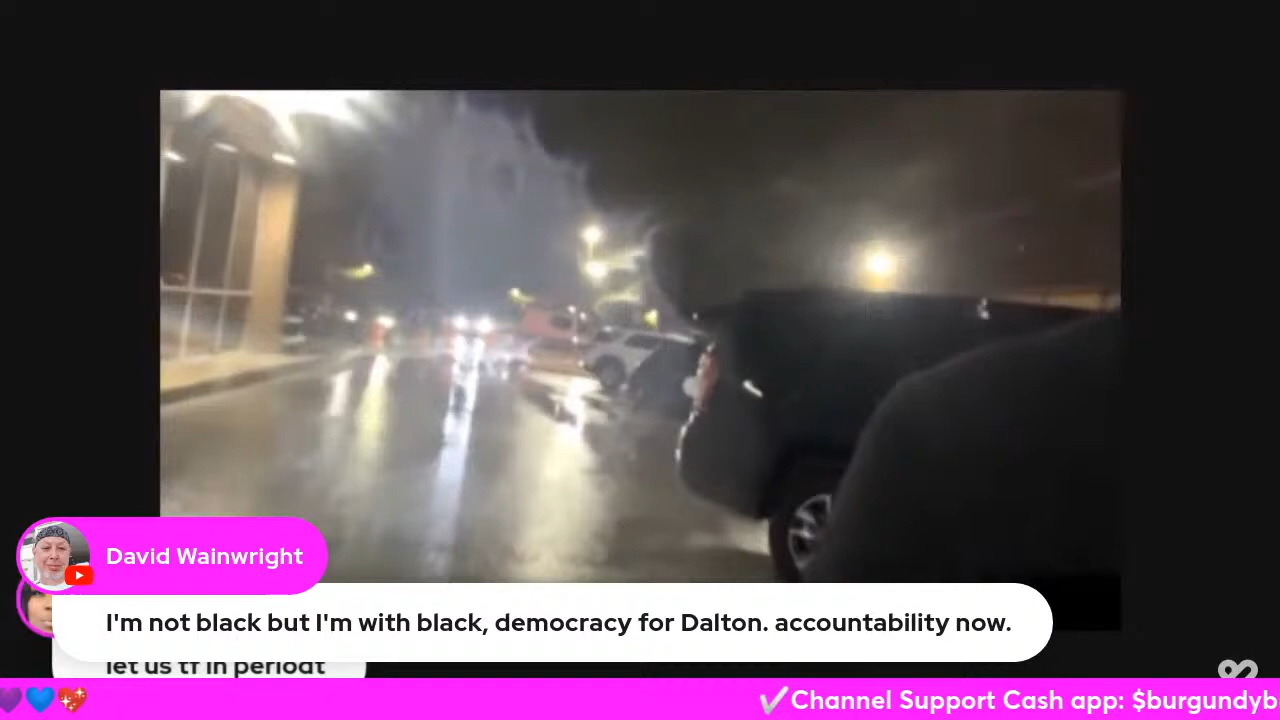 David Wainwright
I'm not black but I'm with black, democracy for Dalton. accountability now.
let us tf in periodt
💜💙💖 ✔️Channel Support Cash app: $burgundyb